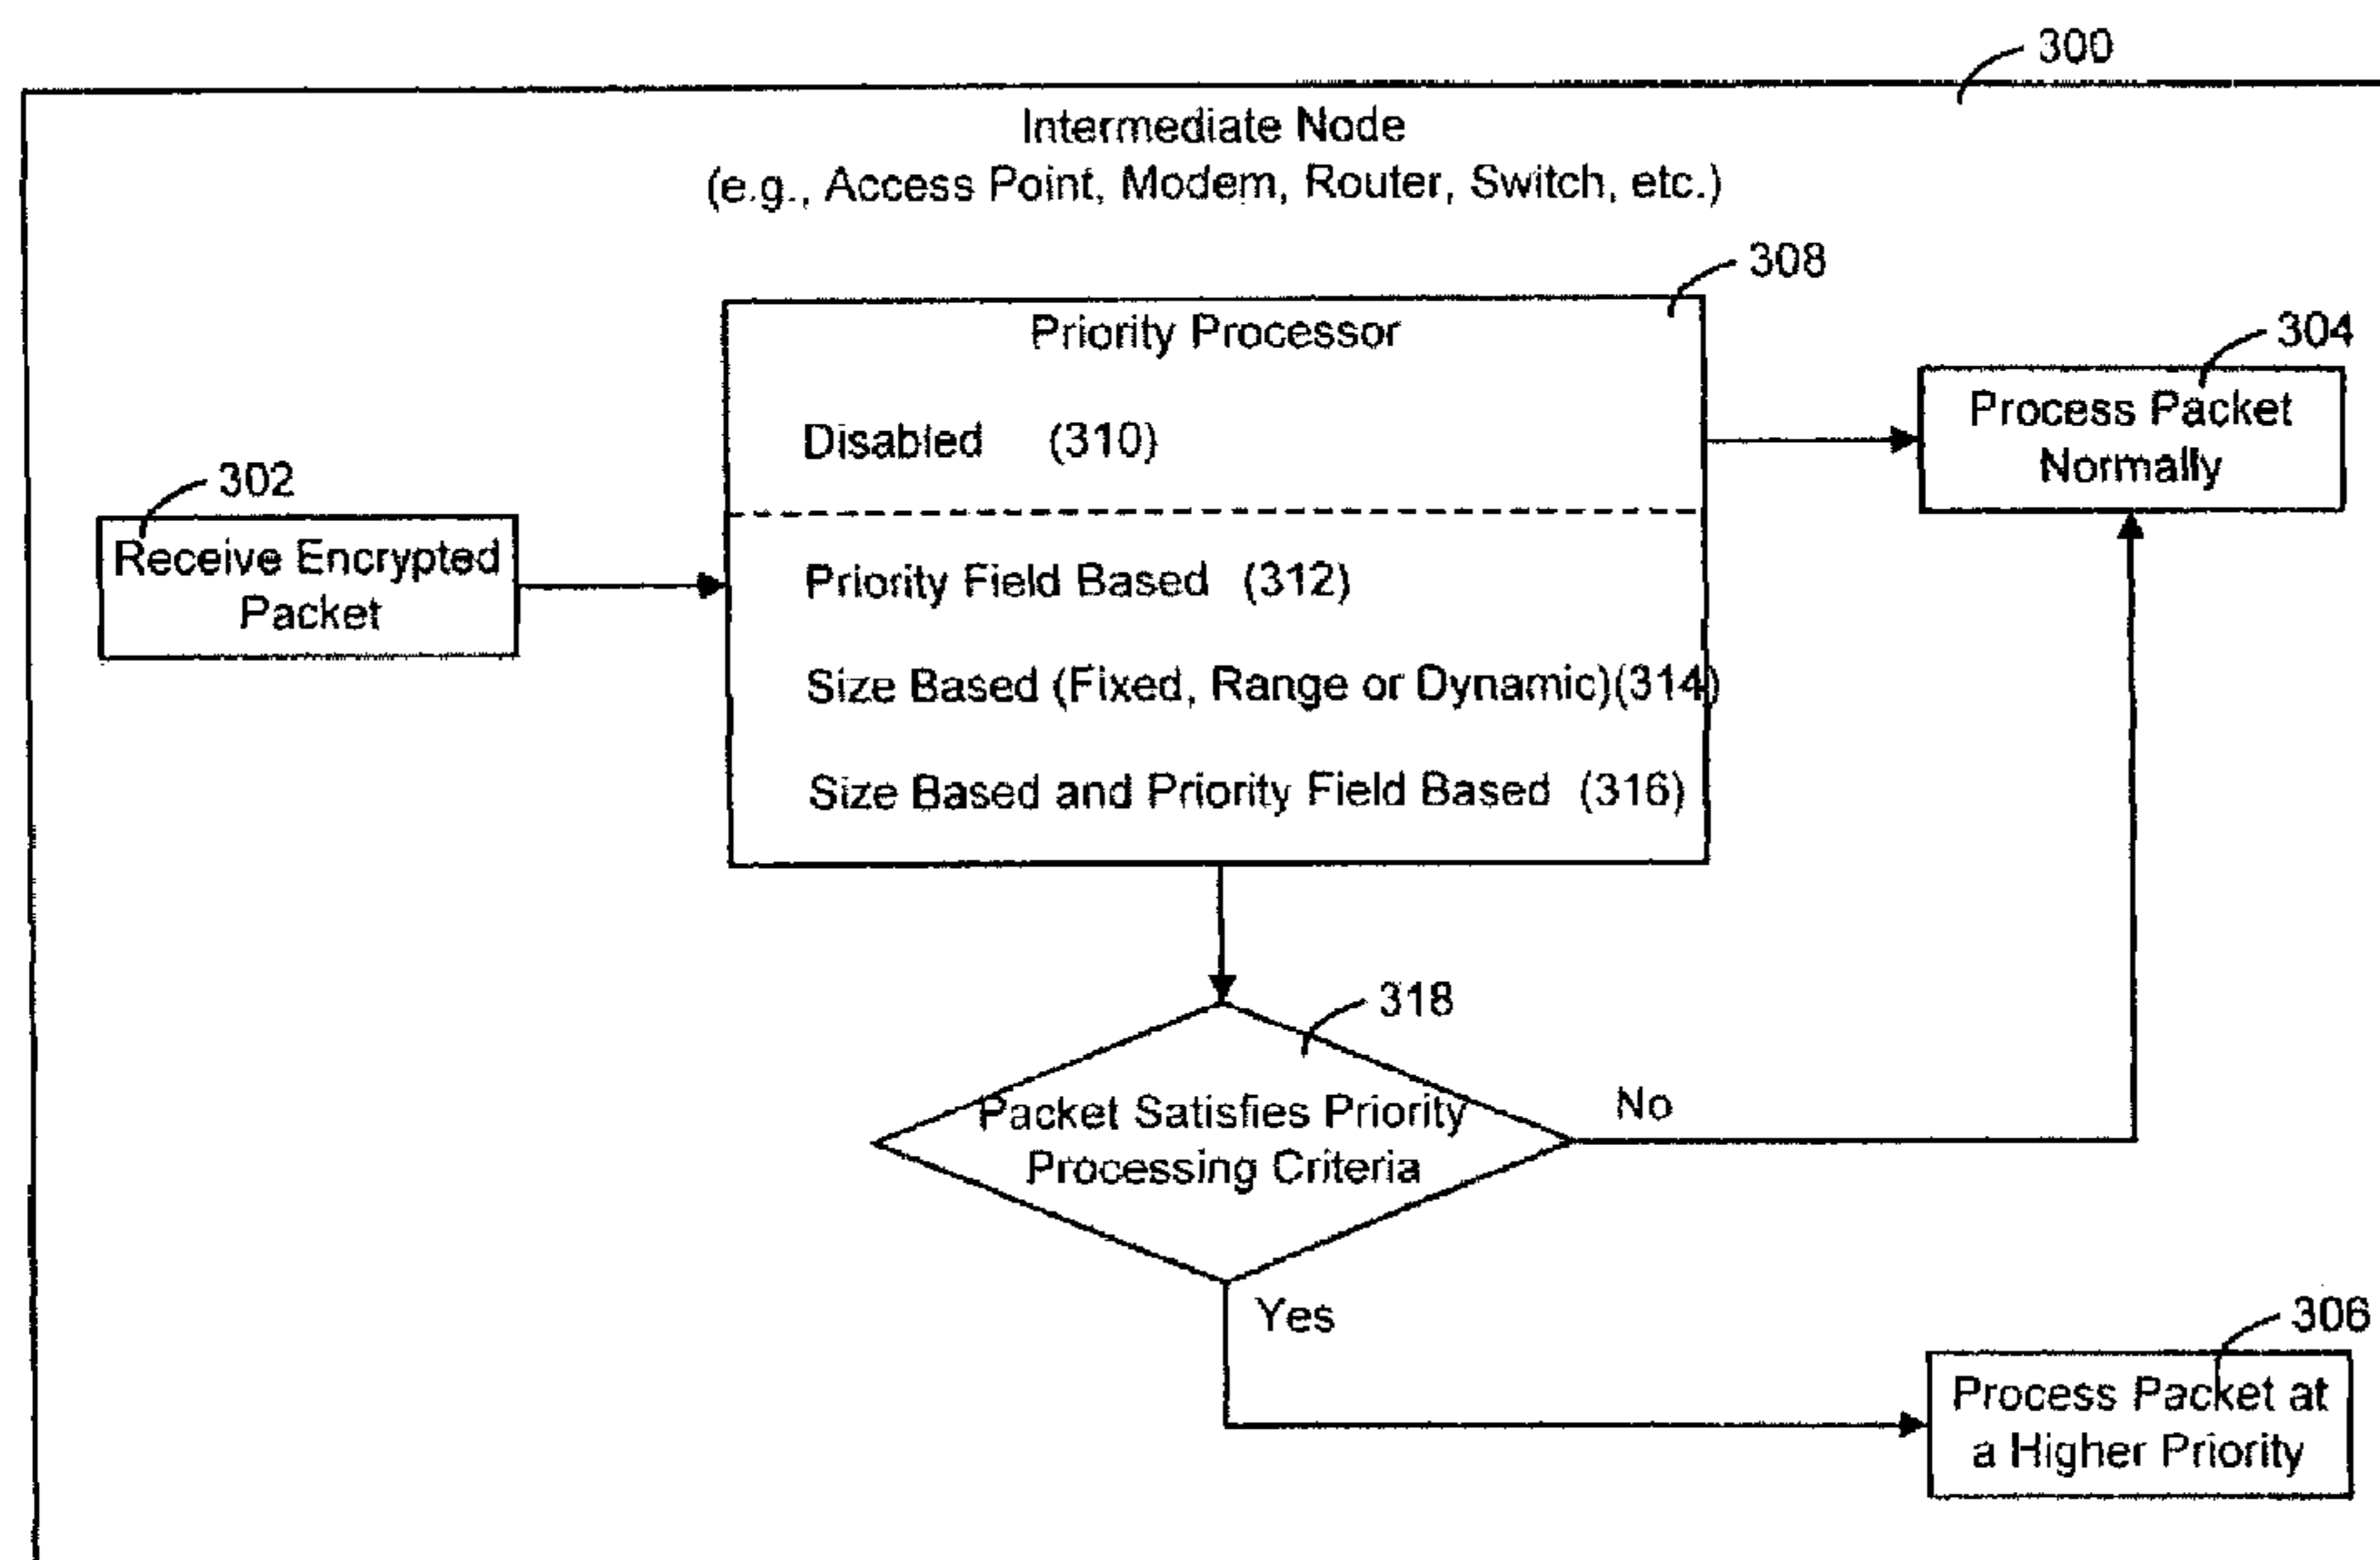 300
Intermediate Node
(e.g., Access Point, Modem, Router, Switch, etc.)
308
Priority Processor
304
Disabled (310)
Process Packet
Normally
302
Receive Encrypted
Packet
Priority Field Based (312)
Size Based (Fixed, Range or Dynamic)(314)
Size Based and Priority Field Based (316)
318
Packet Satisfies Priority
Processing Criteria
No
Yes
306
Process Packet at
a Higher Priority